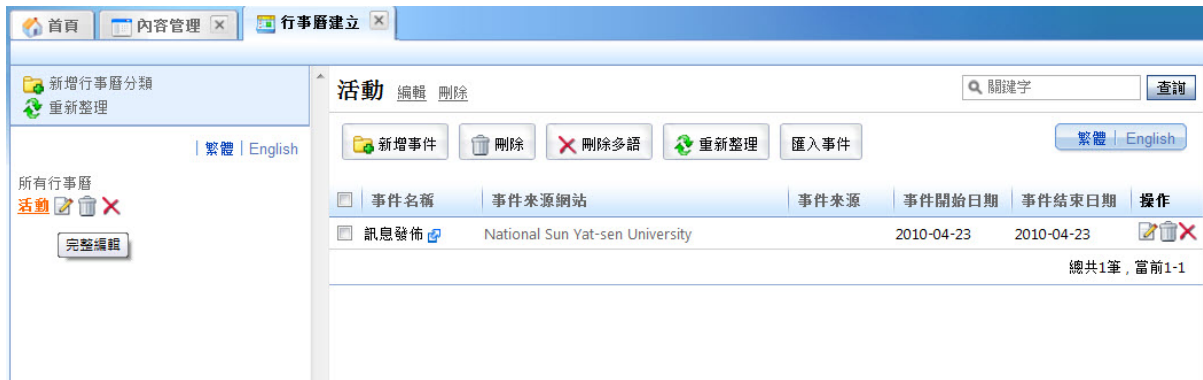 首頁 內容管理 行事曆建立
新增行事曆分類
重新整理
繁體 English
所有行事曆
活動
完整編輯
活動 編輯 刪除
關鍵字 查詢
新增事件 刪除 刪除多語 重新整理 匯入事件
繁體 English
事件名稱 事件來源網站 事件來源 事件開始日期 事件結束日期 操作
訊息發佈 National Sun Yat-sen University 2010-04-23 2010-04-23
總共1筆，當前1-1